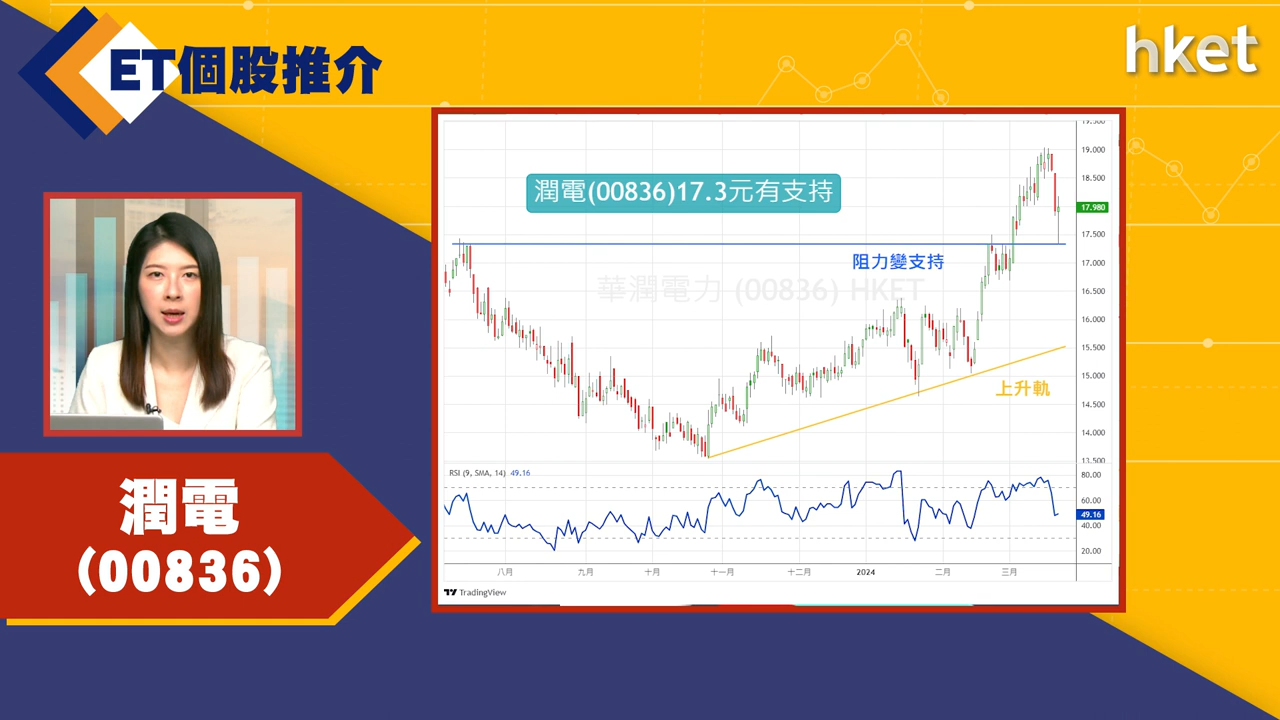 ET個股推介
hket
潤電
(00836)
潤電(00836)17.3元有支持
阻力變支持
華潤電力 (00836) HKET
上升軌
19.500
19.000
18.500
17.980
17.500
17.000
16.500
16.000
15.500
15.000
14.500
14.000
13.500
RSI (9, SMA, 14) 49.16
80.00
60.00
49.16
40.00
20.00
八月 九月 十月 十一月 十二月 2024 二月 三月
TradingView